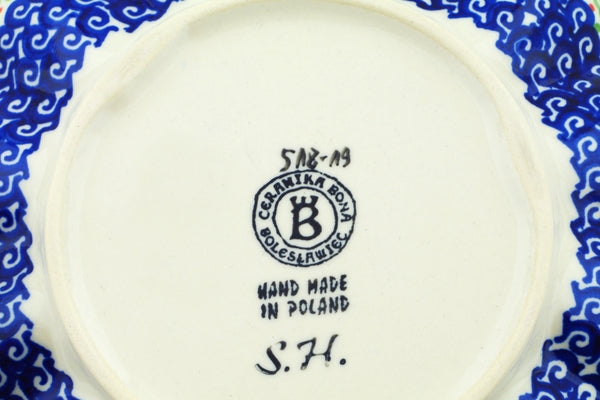 518-19
CERAMIKA BONA
B
BOLESŁAWIEC
HAND MADE
IN POLAND
S.H.